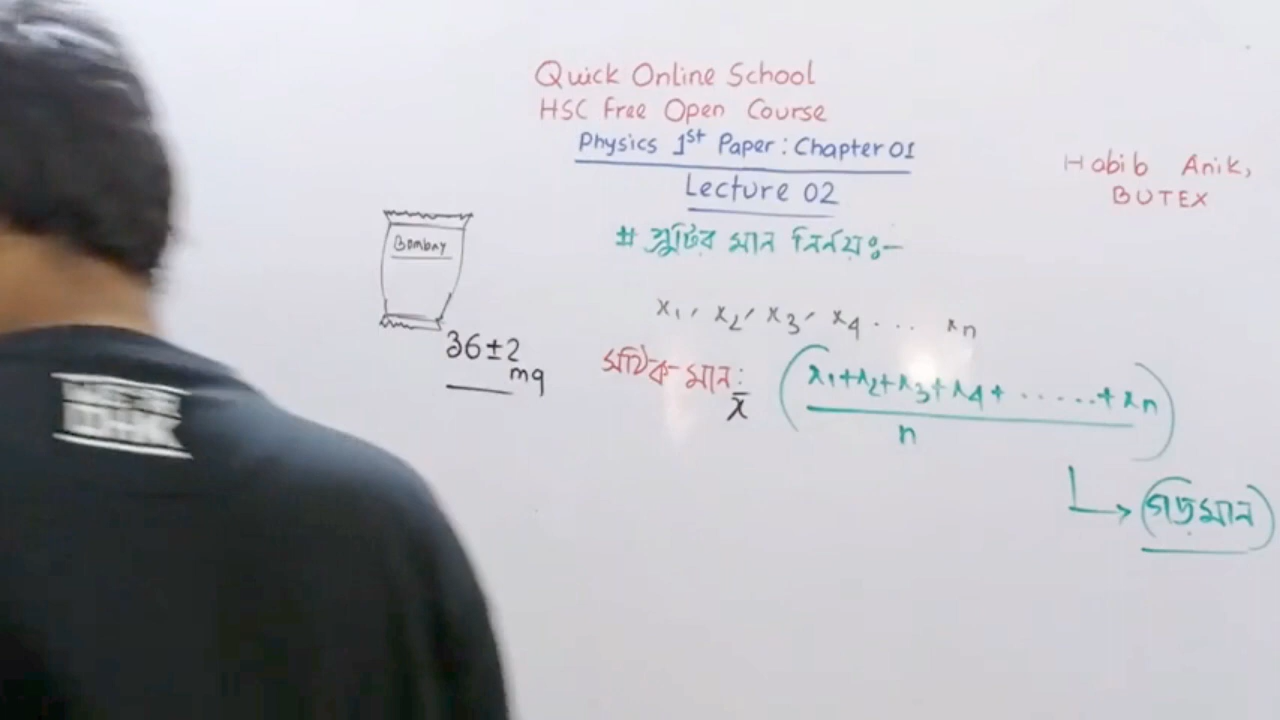 Quick Online School
HSC Free Open Course
Physics 1st Paper : Chapter 01
Lecture 02
Habib Anik,
BUTEX
# ত্রুটির মান নির্নয়ঃ-
Bombay
36±2
mg
x₁, x₂, x₃, x₄ . ... xn
সঠিক মান: x̄ (x₁+x₂+x₃+x₄+ ......+xn)
n
গড়মান